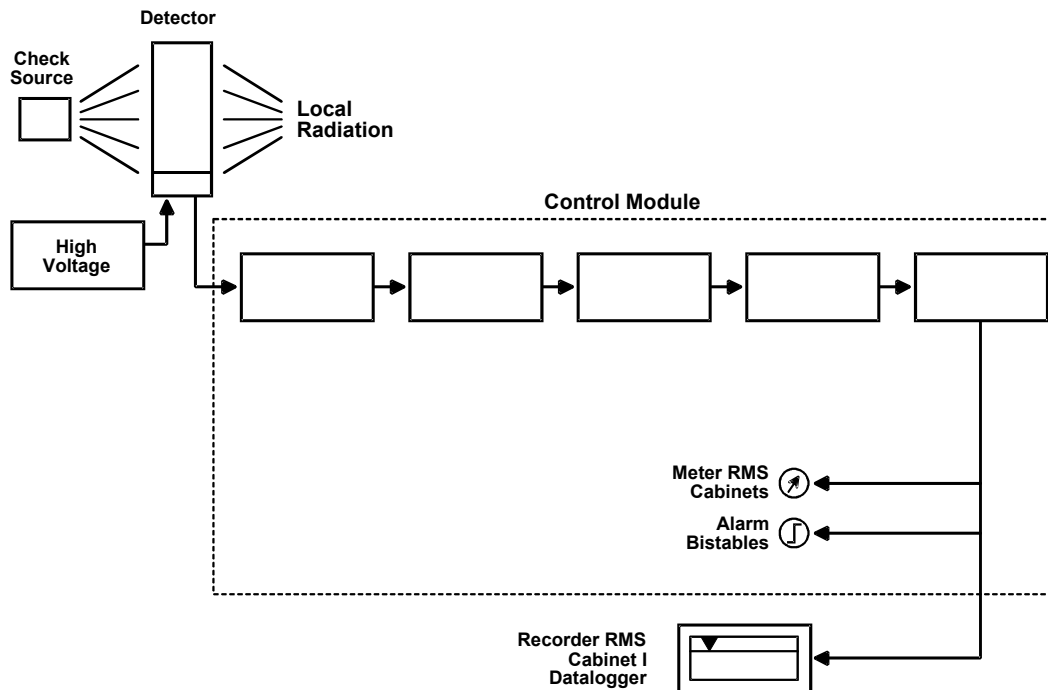 Detector
Check
Source
Local
Radiation
High
Voltage
Control Module
Meter RMS
Cabinets
Alarm
Bistables
Recorder RMS
Cabinet I
Datalogger